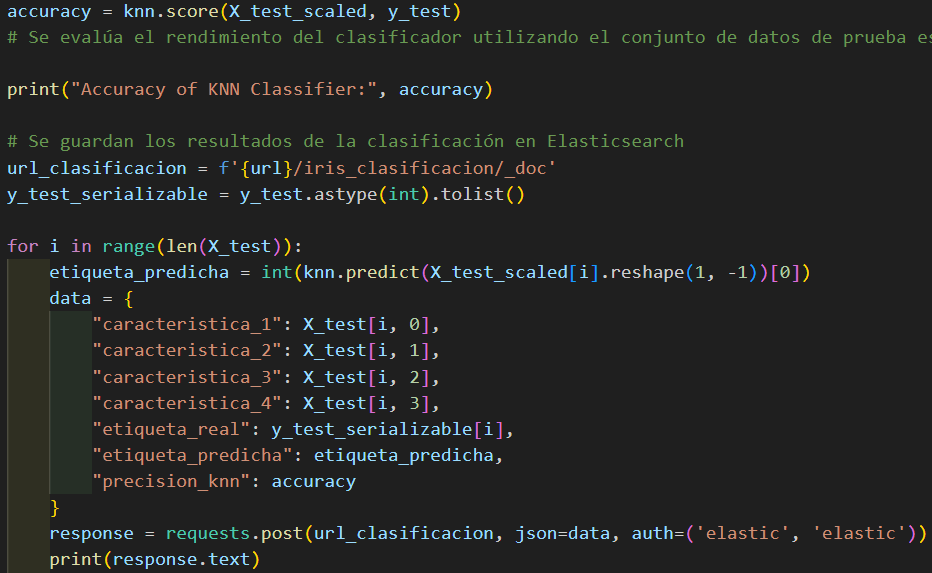 accuracy = knn.score(X_test_scaled, y_test)
# Se evalúa el rendimiento del clasificador utilizando el conjunto de datos de prueba es
print("Accuracy of KNN Classifier:", accuracy)
# Se guardan los resultados de la clasificación en Elasticsearch
url_clasificacion = f'{url}/iris_clasificacion/_doc'
y_test_serializable = y_test.astype(int).tolist()
for i in range(len(X_test)):
    etiqueta_predicha = int(knn.predict(X_test_scaled[i].reshape(1, -1))[0])
    data = {
        "caracteristica_1": X_test[i, 0],
        "caracteristica_2": X_test[i, 1],
        "caracteristica_3": X_test[i, 2],
        "caracteristica_4": X_test[i, 3],
        "etiqueta_real": y_test_serializable[i],
        "etiqueta_predicha": etiqueta_predicha,
        "precision_knn": accuracy
    }
    response = requests.post(url_clasificacion, json=data, auth=('elastic', 'elastic'))
    print(response.text)